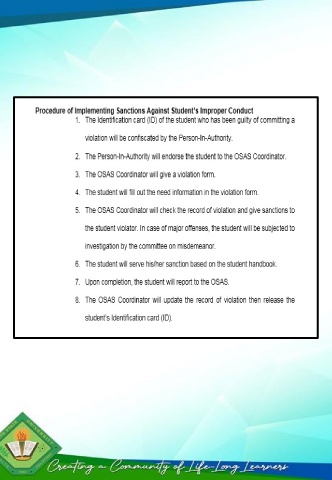 Procedure of Implementing Sanctions Against Student's Improper Conduct
1. The Identification card (ID) of the student who has been guilty of committing a
violation will be confiscated by the Person-In-Authority.
2. The Person-In-Authority will endorse the student to the OSAS Coordinator.
3. The OSAS Coordinator will give a violation form.
4. The student will fill out the need information in the violation form.
5. The OSAS Coordinator will check the record of violation and give sanctions to
the student violator. In case of major offenses, the student will be subjected to
investigation by the committee on misdemeanor.
6. The student will serve his/her sanction based on the student handbook.
7. Upon completion, the student will report to the OSAS.
8. The OSAS Coordinator will update the record of violation then release the
student's Identification card (ID).
Creating a Community of Life-Long Learners